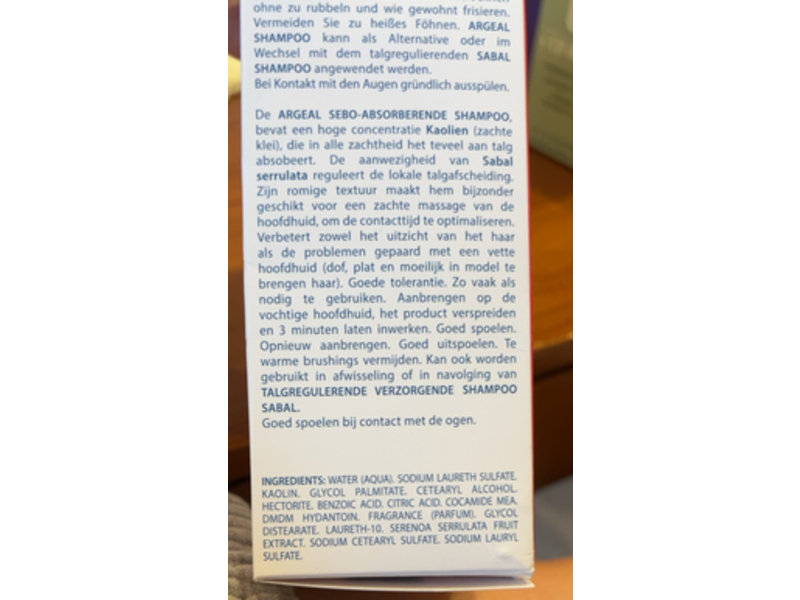 ohne zu rubbeln und wie gewohnt frisieren.
Vermeiden Sie zu heißes Föhnen. ARGEAL
SHAMPOO kann als Alternative oder im
Wechsel mit dem talgregulierenden SABAL
SHAMPOO angewendet werden.
Bei Kontakt mit den Augen gründlich ausspülen.
De ARGEAL SEBO-ABSORBERENDE SHAMPOO,
bevat een hoge concentratie Kaolien (zachte
klei), die in alle zachtheid het teveel aan talg
absobeert. De aanwezigheid van Sabal
serrulata reguleert de lokale talgafscheiding.
Zijn romige textuur maakt hem bijzonder
geschikt voor een zachte massage van de
hoofdhuid, om de contacttijd te optimaliseren.
Verbetert zowel het uitzicht van het haar
als de problemen gepaard met een vette
hoofdhuid (dof, plat en moeilijk in model te
brengen haar). Goede tolerantie. Zo vaak als
nodig te gebruiken. Aanbrengen op de
vochtige hoofdhuid, het product verspreiden
en 3 minuten laten inwerken. Goed spoelen.
Opnieuw aanbrengen. Goed uitspoelen. Te
warme brushings vermijden. Kan ook worden
gebruikt in afwisseling of in navolging van
TALGREGULERENDE VERZORGENDE SHAMPOO
SABAL.
Goed spoelen bij contact met de ogen.
INGREDIENTS: WATER (AQUA). SODIUM LAURETH SULFATE.
KAOLIN. GLYCOL PALMITATE. CETEARYL ALCOHOL.
HECTORITE. BENZOIC ACID. CITRIC ACID. COCAMIDE MEA.
DMDM HYDANTOIN. FRAGRANCE (PARFUM). GLYCOL
DISTEARATE. LAURETH-10. SERENOA SERRULATA FRUIT
EXTRACT. SODIUM CETEARYL SULFATE. SODIUM LAURYL
SULFATE.